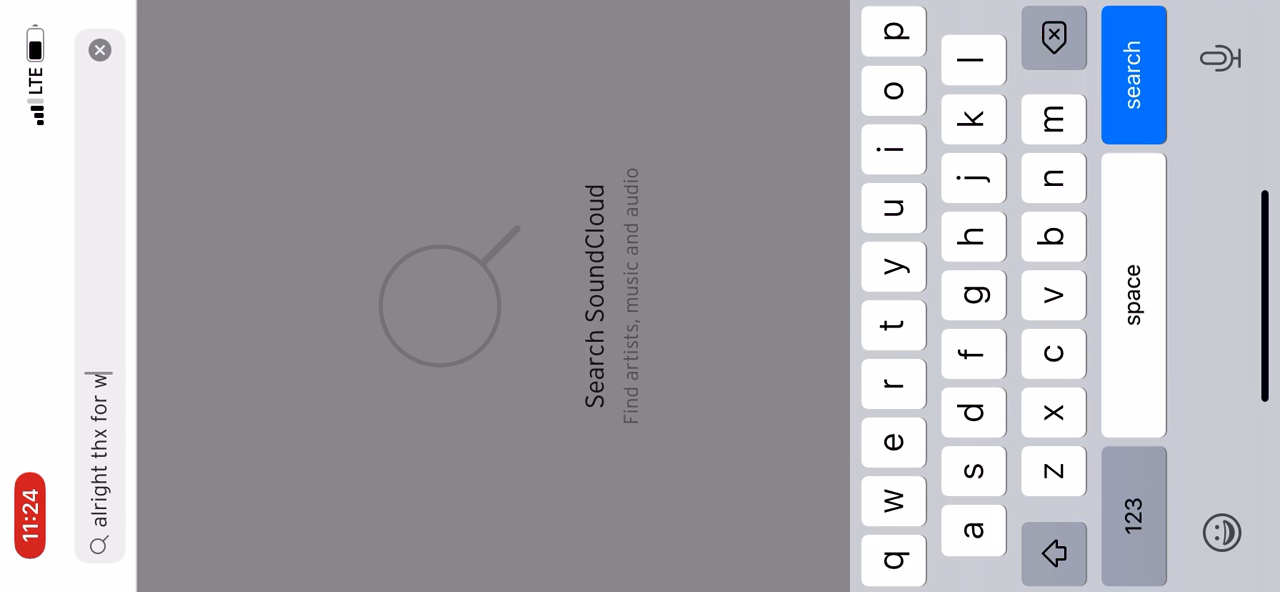 11:24
LTE
alright thx for w
Search SoundCloud
Find artists, music and audio
q w e r t y u i o p
a s d f g h j k l
z x c v b n m
123 space search